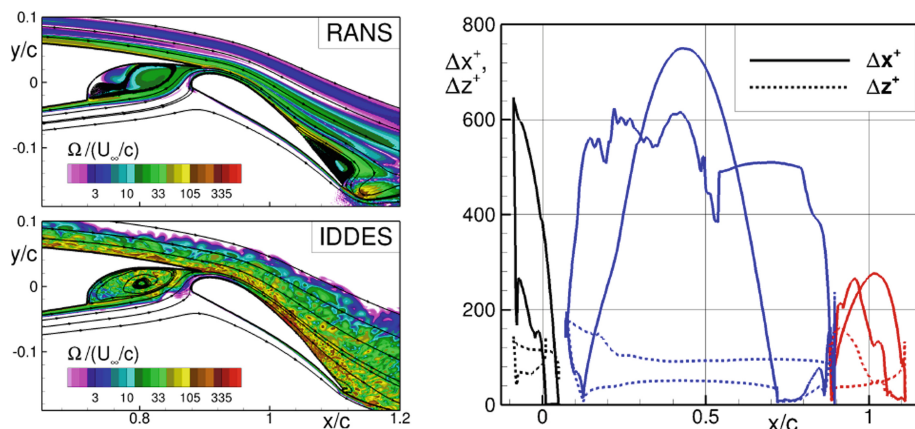 0.1
RANS
y/c
0
-0.1
Ω/(U∞/c)
3 10 33 105 335
0.1
IDDES
y/c
0
-0.1
Ω/(U∞/c)
3 10 33 105 335
0.8 1 x/c 1.2
800
Δx⁺,
Δz⁺
Δx⁺
Δz⁺
600
400
200
0
0 0.5 x/c 1